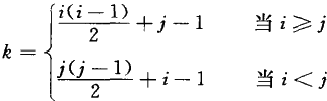 k = { i(i-1)/2 + j - 1 当 i ⩾ j
j(j-1)/2 + i - 1 当 i < j